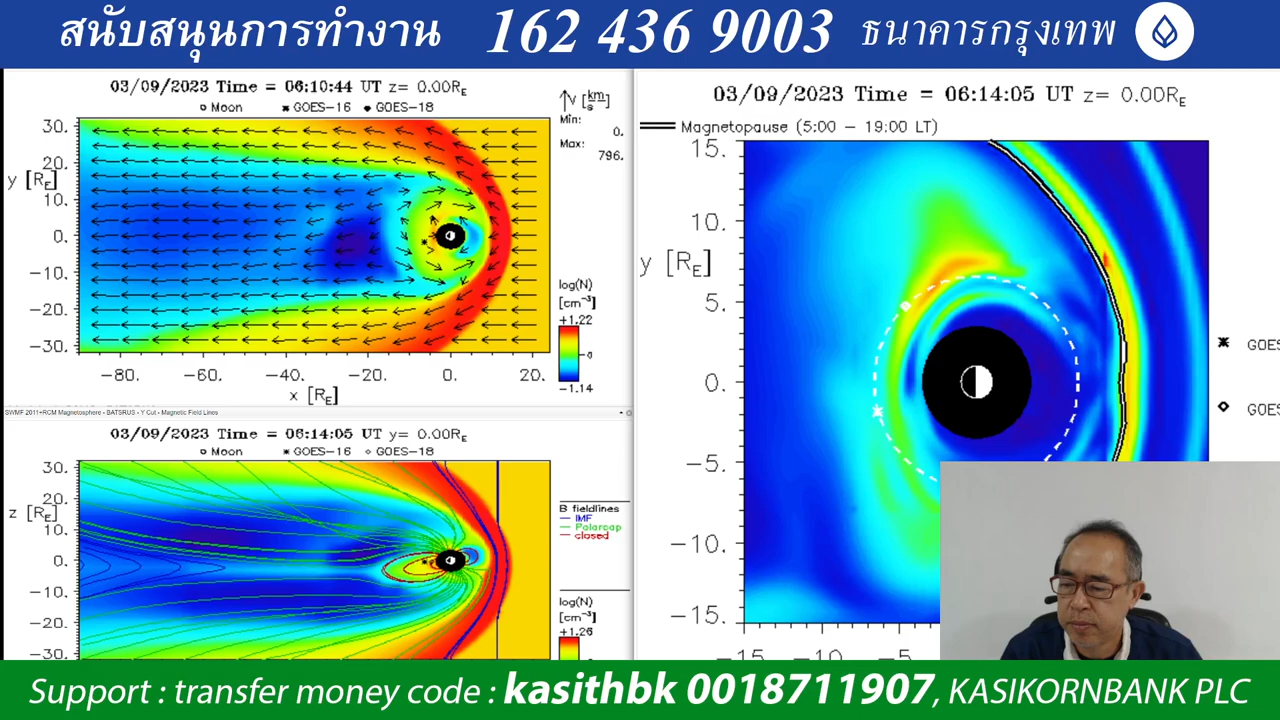 สนับสนุนการทำงาน 162 436 9003 ธนาคารกรุงเทพ
03/09/2023 Time = 06:10:44 UT z= 0.00RE
Moon GOES-16 GOES-18
V [km/s]
Min: 0.
Max: 796.
30.
20.
y [RE]
10.
0.
-10.
-20.
-30.
-80. -60. -40. -20. 0. 20.
x [RE]
log(N)
[cm-3]
+1.22
0
-1.14
SWMF 2011+RCM Magnetosphere - BATSRUS - Y Cut - Magnetic Field Lines
03/09/2023 Time = 06:14:05 UT y= 0.00RE
Moon GOES-16 GOES-18
30.
20.
z [RE]
10.
0.
-10.
-20.
-30.
B fieldlines
IMF
Polarcap
closed
log(N)
[cm-3]
+1.26
03/09/2023 Time = 06:14:05 UT z= 0.00RE
Magnetopause (5:00 - 19:00 LT)
15.
10.
y [RE]
5.
0.
-5.
-10.
-15.
-15 -10 -5
GOES
GOES
Support : transfer money code : kasithbk 0018711907, KASIKORNBANK PLC